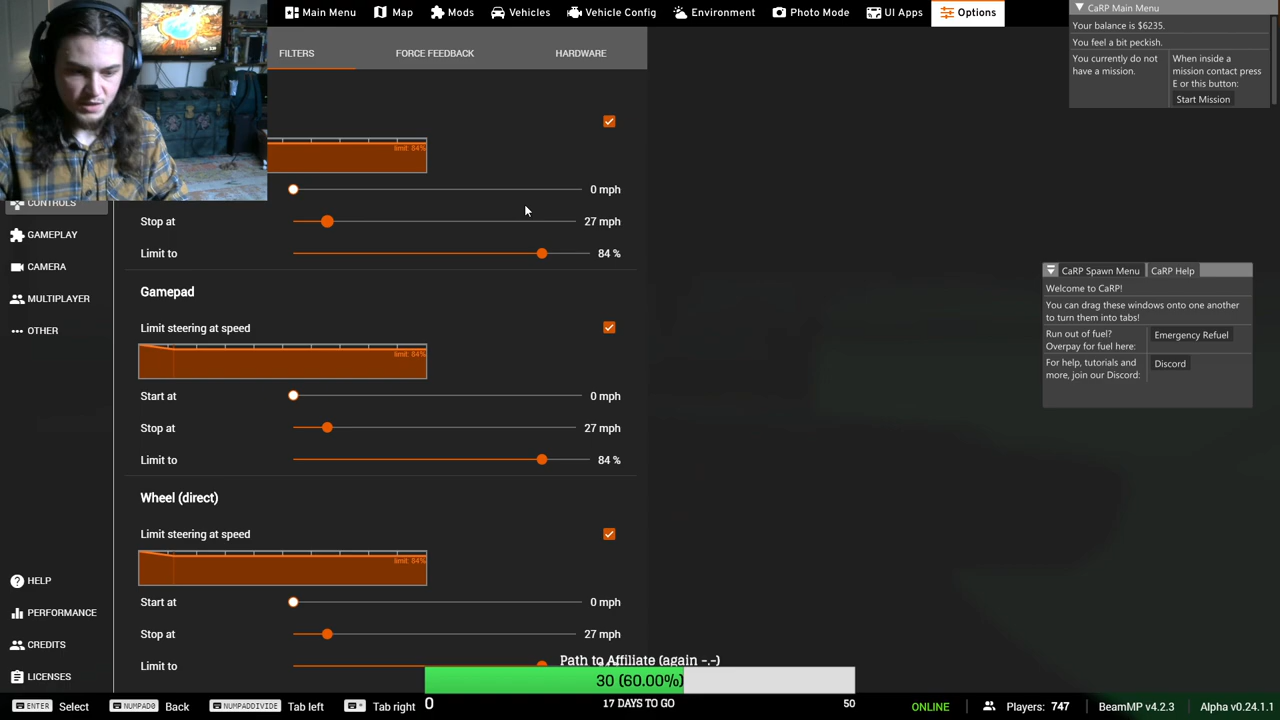 Main Menu
Map
Mods
Vehicles
Vehicle Config
Environment
Photo Mode
UI Apps
Options
CaRP Main Menu
Your balance is $6235.
You feel a bit peckish.
You currently do not have a mission.
When inside a mission contact press E or this button:
Start Mission
FILTERS
FORCE FEEDBACK
HARDWARE
limit: 84%
0 mph
Stop at
27 mph
Limit to
84 %
CONTROLS
GAMEPLAY
CAMERA
MULTIPLAYER
OTHER
Gamepad
Limit steering at speed
limit: 84%
Start at
0 mph
Stop at
27 mph
Limit to
84 %
CaRP Spawn Menu
CaRP Help
Welcome to CaRP!
You can drag these windows onto one another
to turn them into tabs!
Run out of fuel?
Overpay for fuel here:
Emergency Refuel
For help, tutorials and
more, join our Discord:
Discord
Wheel (direct)
Limit steering at speed
limit: 84%
Start at
0 mph
Stop at
27 mph
Limit to
HELP
PERFORMANCE
CREDITS
LICENSES
Path to Affiliate (again -.-)
30 (60.00%)
0
17 DAYS TO GO
50
ENTER
Select
NUMPAD0
Back
NUMPADDIVIDE
Tab left
Tab right
ONLINE
Players: 747
BeamMP v4.2.3
Alpha v0.24.1.1